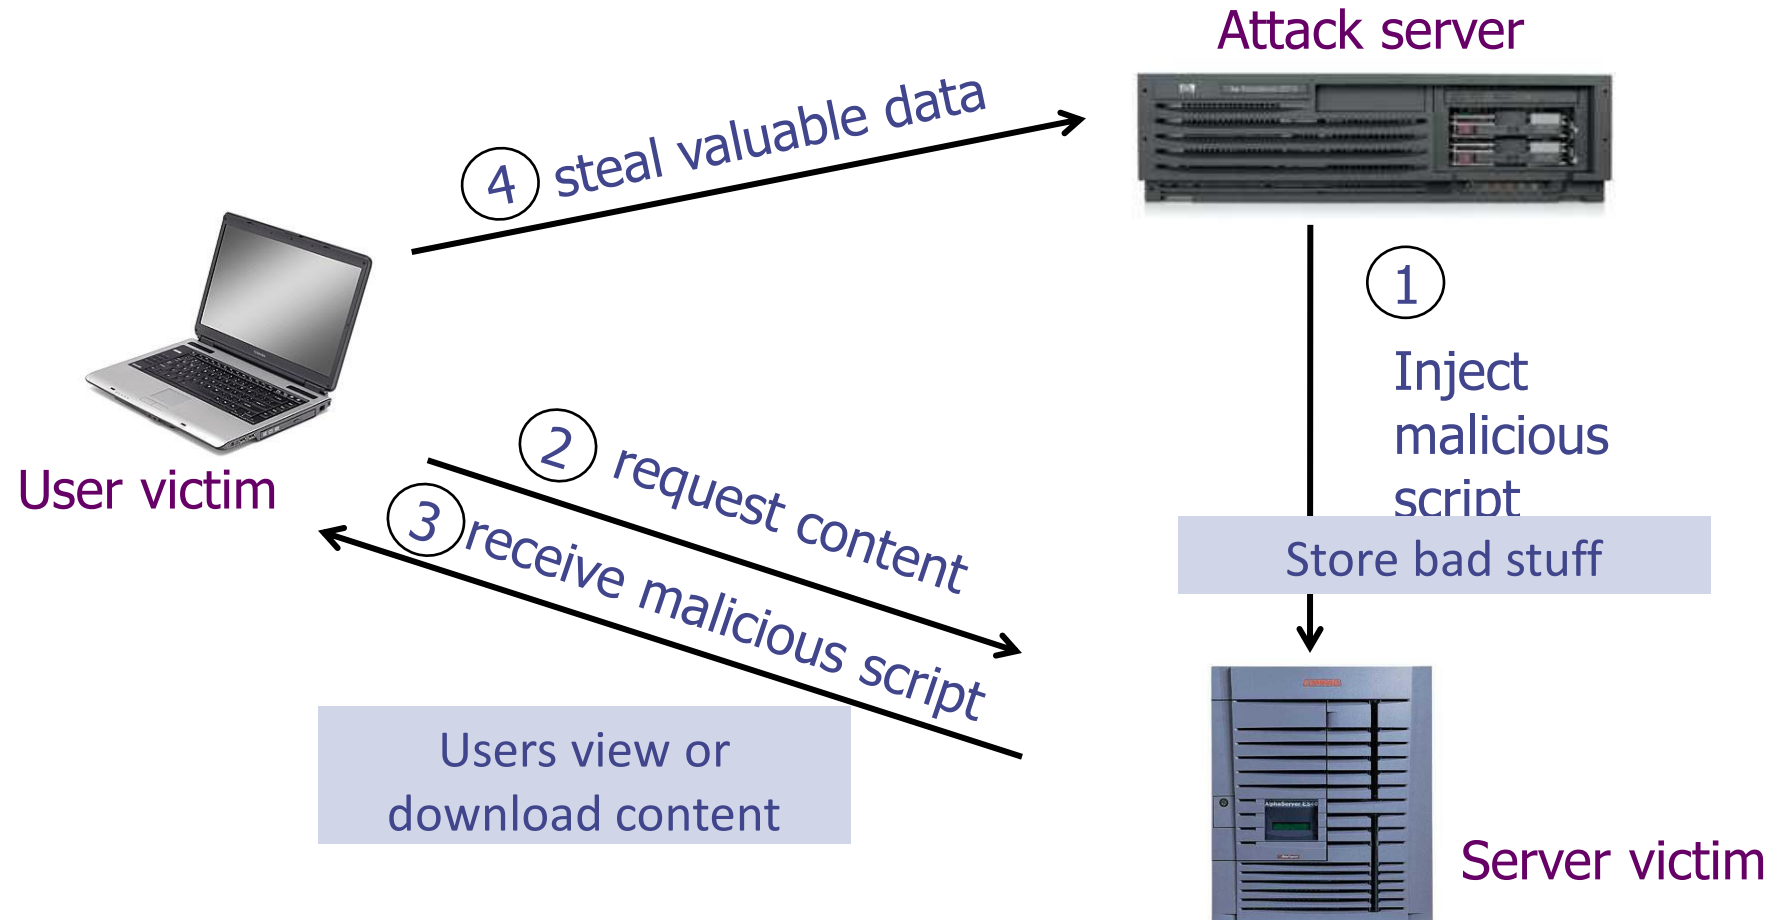 Attack server
4 steal valuable data
1
Inject
malicious
script
Store bad stuff
User victim
2 request content
3 receive malicious script
Users view or
download content
Server victim